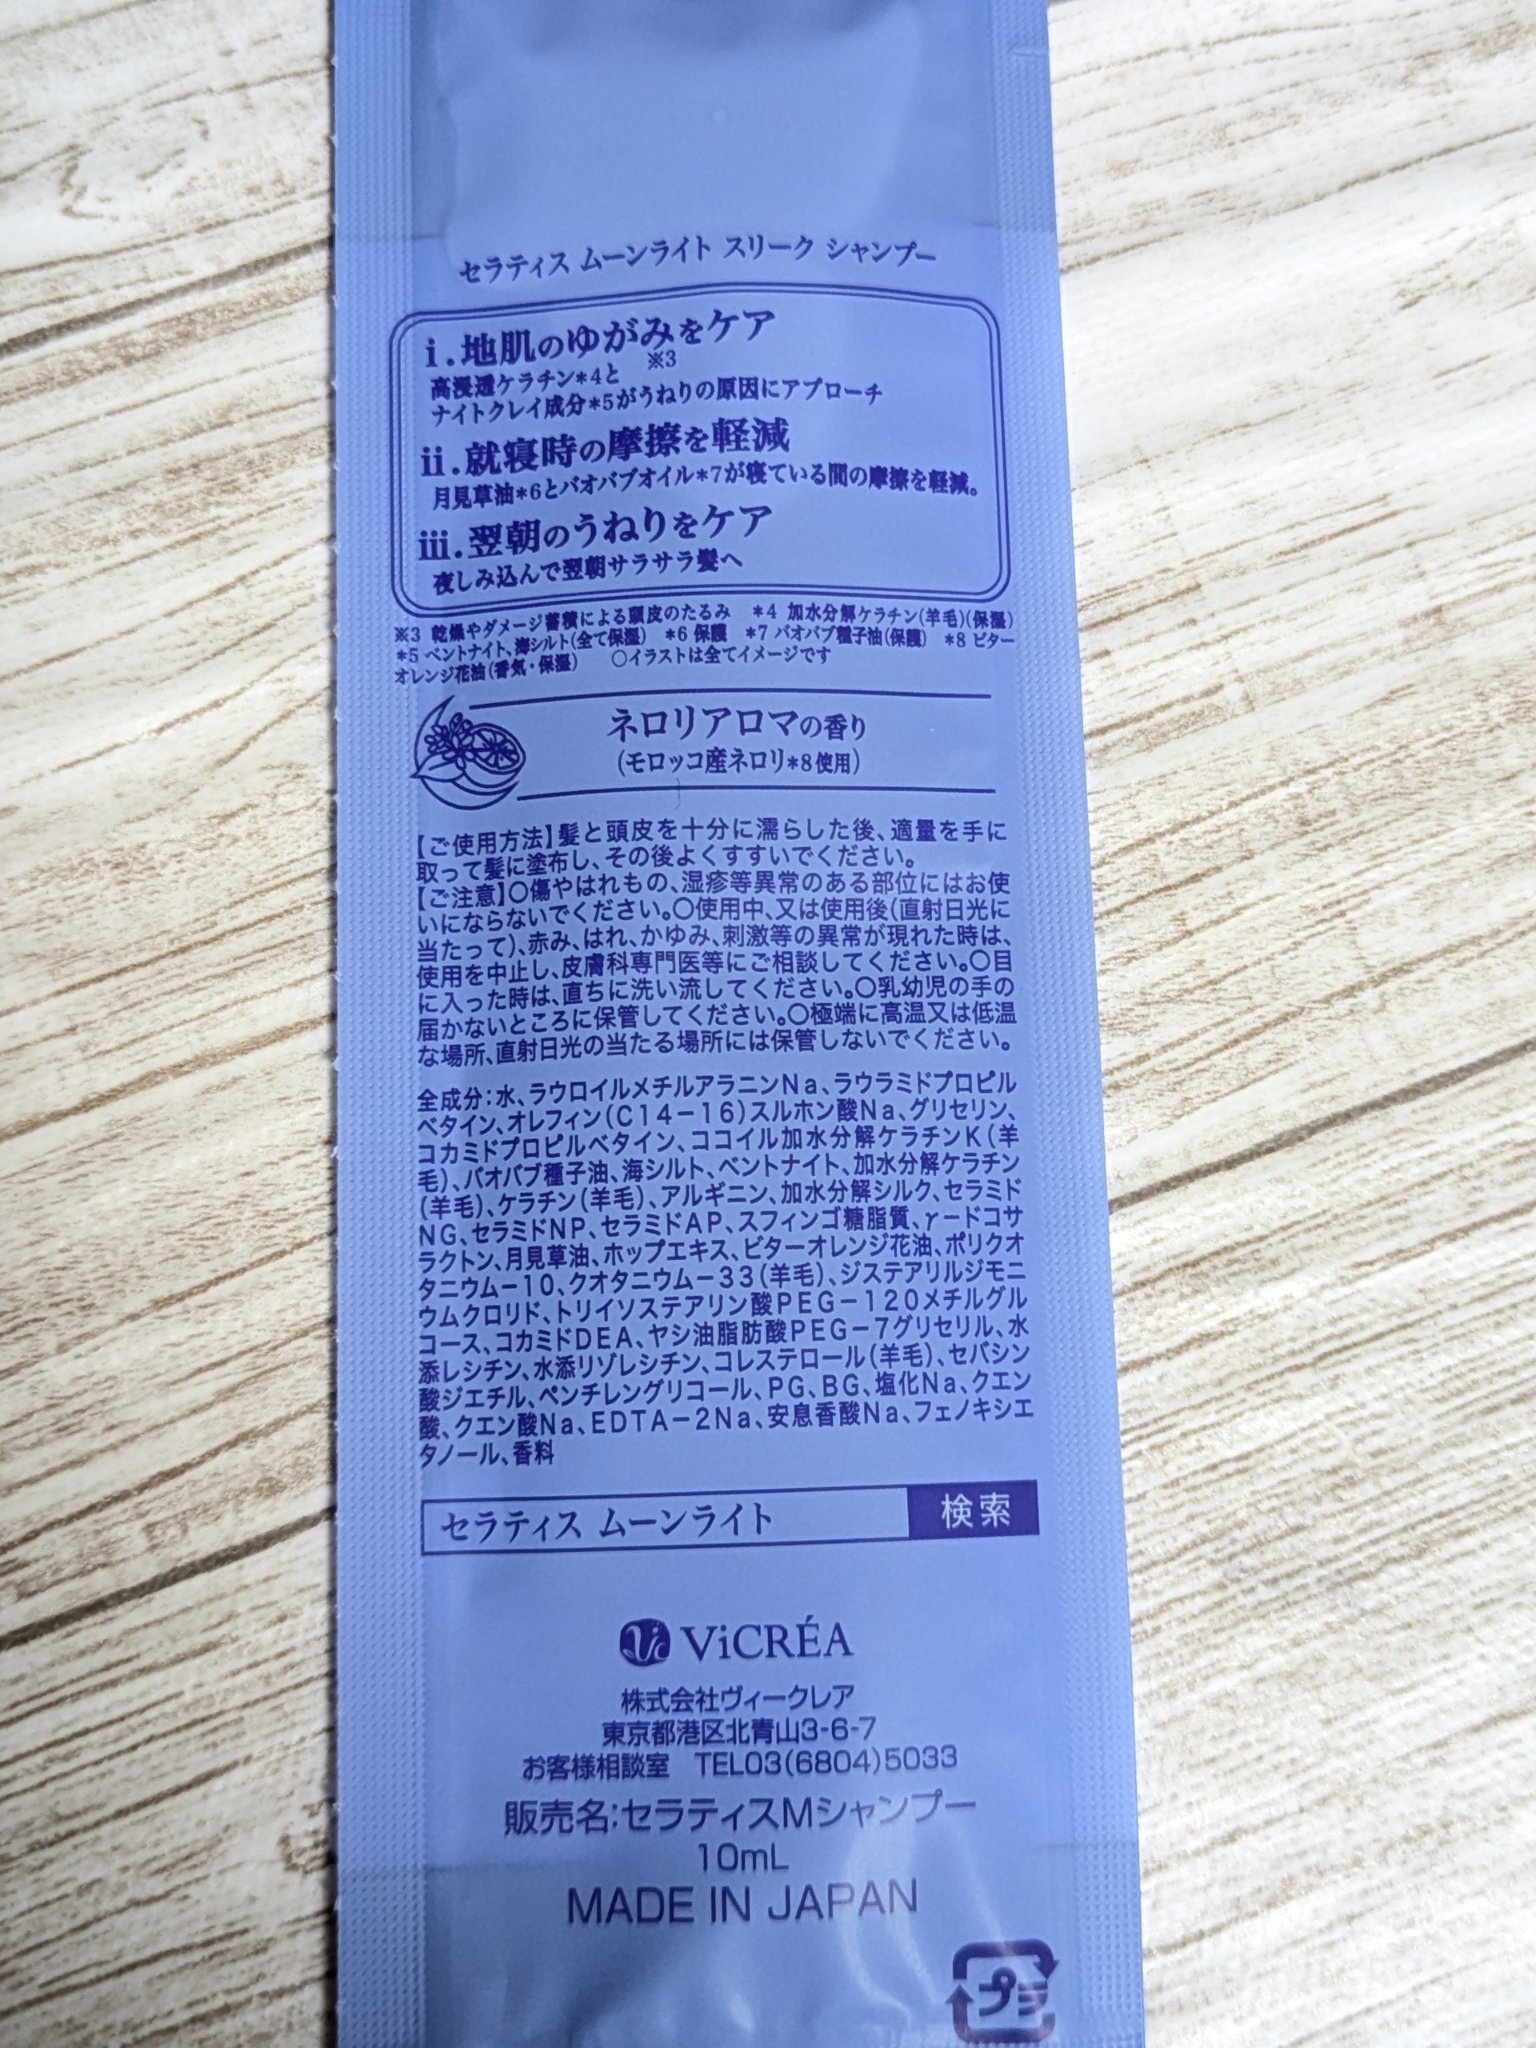 セラティス ムーンライト スリーク シャンプー
i.地肌のゆがみをケア
※3
高浸透ケラチン*4と
ナイトクレイ成分*5がうねりの原因にアプローチ
ii.就寝時の摩擦を軽減
月見草油*6とバオバブオイル*7が寝ている間の摩擦を軽減。
iii.翌朝のうねりをケア
夜しみ込んで翌朝サラサラ髪へ
※3 乾燥やダメージ蓄積による頭皮のたるみ *4 加水分解ケラチン(羊毛)(保湿)
*5 ベントナイト、海シルト(全て保湿) *6 保護 *7 バオバブ種子油(保護) *8 ビター
オレンジ花油(香気・保湿) ○イラストは全てイメージです
ネロリアロマの香り
(モロッコ産ネロリ*8使用)
【ご使用方法】髪と頭皮を十分に濡らした後、適量を手に
取って髪に塗布し、その後よくすすいでください。
【ご注意】○傷やはれもの、湿疹等異常のある部位にはお使
いにならないでください。○使用中、又は使用後(直射日光に
当たって)、赤み、はれ、かゆみ、刺激等の異常が現れた時は、
使用を中止し、皮膚科専門医等にご相談してください。○目
に入った時は、直ちに洗い流してください。○乳幼児の手の
届かないところに保管してください。○極端に高温又は低温
な場所、直射日光の当たる場所には保管しないでください。
全成分:水、ラウロイルメチルアラニンNa、ラウラミドプロピル
ベタイン、オレフィン(C14-16)スルホン酸Na、グリセリン、
コカミドプロピルベタイン、ココイル加水分解ケラチンK(羊
毛)、バオバブ種子油、海シルト、ベントナイト、加水分解ケラチン
(羊毛)、ケラチン(羊毛)、アルギニン、加水分解シルク、セラミド
NG、セラミドNP、セラミドAP、スフィンゴ糖脂質、γ-ドコサ
ラクトン、月見草油、ホップエキス、ビターオレンジ花油、ポリクオ
タニウム-10、クオタニウム-33(羊毛)、ジステアリルジモニ
ウムクロリド、トリイソステアリン酸PEG-120メチルグル
コース、コカミドDEA、ヤシ油脂肪酸PEG-7グリセリル、水
添レシチン、水添リゾレシチン、コレステロール(羊毛)、セバシン
酸ジエチル、ペンチレングリコール、PG、BG、塩化Na、クエン
酸、クエン酸Na、EDTA-2Na、安息香酸Na、フェノキシエ
タノール、香料
セラティス ムーンライト 検索
Vic ViCRÉA
株式会社ヴィークレア
東京都港区北青山3-6-7
お客様相談室 TEL03(6804)5033
販売名:セラティスMシャンプー
10mL
MADE IN JAPAN
プラ